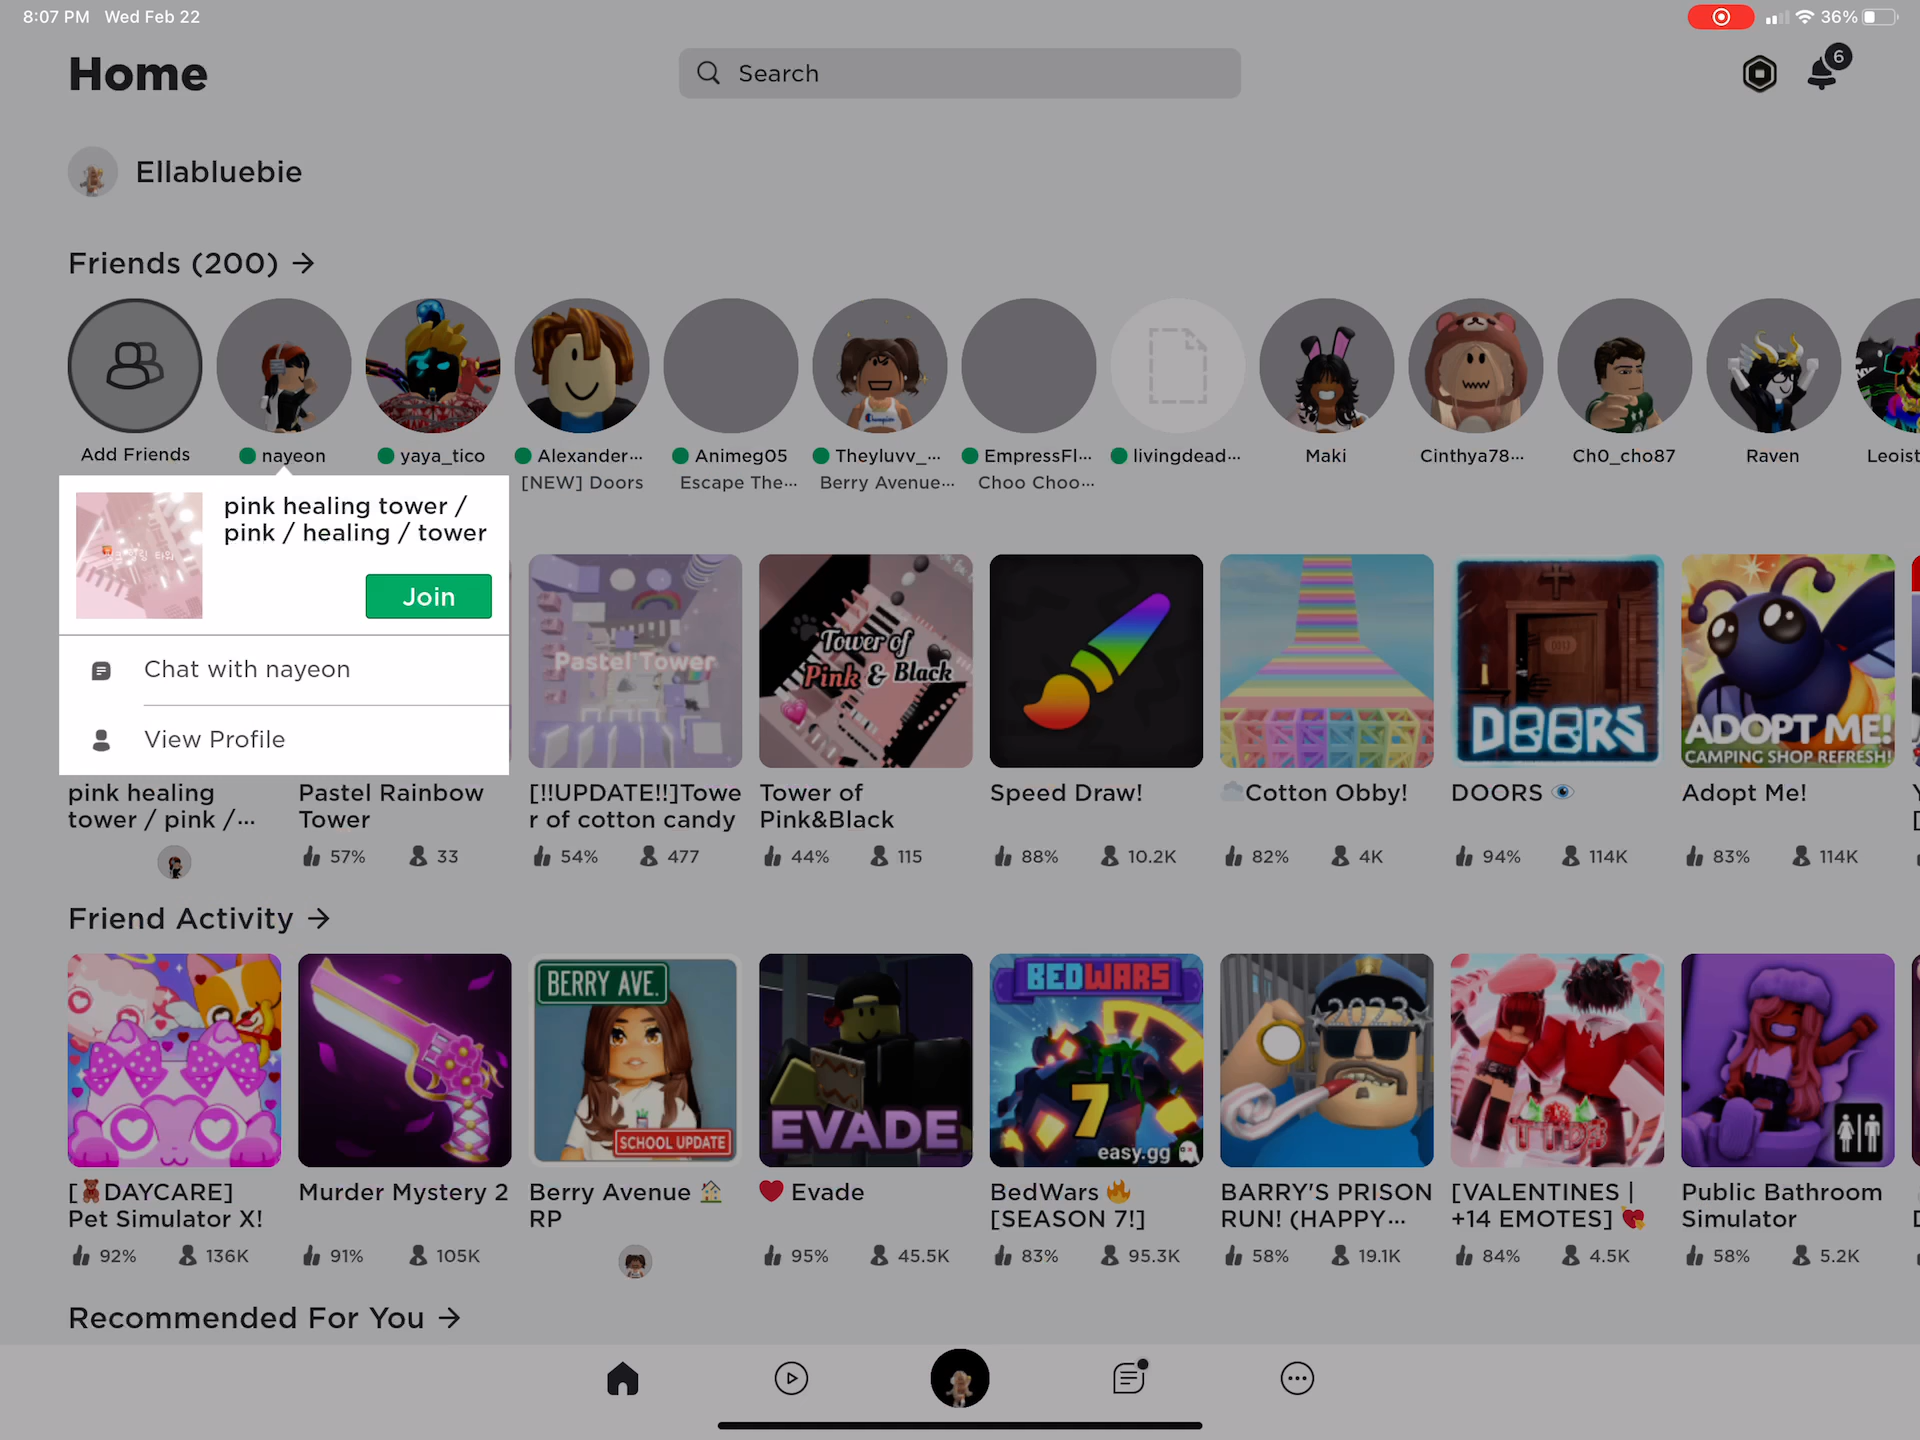 8:07 PM Wed Feb 22
36%
Home
Search
6
Ellabluebie
Friends (200) →
Add Friends
nayeon
yaya_tico
Alexander...
[NEW] Doors
Animeg05
Escape The...
Theyluvv_...
Berry Avenue...
EmpressFl...
Choo Choo...
livingdead...
Maki
Cinthya78...
Ch0_cho87
Raven
Leoist
pink healing tower /
pink / healing / tower
Join
Chat with nayeon
View Profile
Pastel Tower
Tower of
Pink & Black
DOORS
ADOPT ME!
CAMPING SHOP REFRESH!
pink healing
tower / pink /...
Pastel Rainbow
Tower
57% 33
[!!UPDATE!!]Towe
r of cotton candy
54% 477
Tower of
Pink&Black
44% 115
Speed Draw!
88% 10.2K
☁️Cotton Obby!
82% 4K
DOORS 👁️
94% 114K
Adopt Me!
83% 114K
Friend Activity →
BERRY AVE.
SCHOOL UPDATE
EVADE
BEDWARS
7
easy.gg
2023
[🧸DAYCARE]
Pet Simulator X!
92% 136K
Murder Mystery 2
91% 105K
Berry Avenue 🏠
RP
❤️ Evade
95% 45.5K
BedWars 🔥
[SEASON 7!]
83% 95.3K
BARRY'S PRISON
RUN! (HAPPY...
58% 19.1K
[VALENTINES |
+14 EMOTES] 💘
84% 4.5K
Public Bathroom
Simulator
58% 5.2K
Recommended For You →